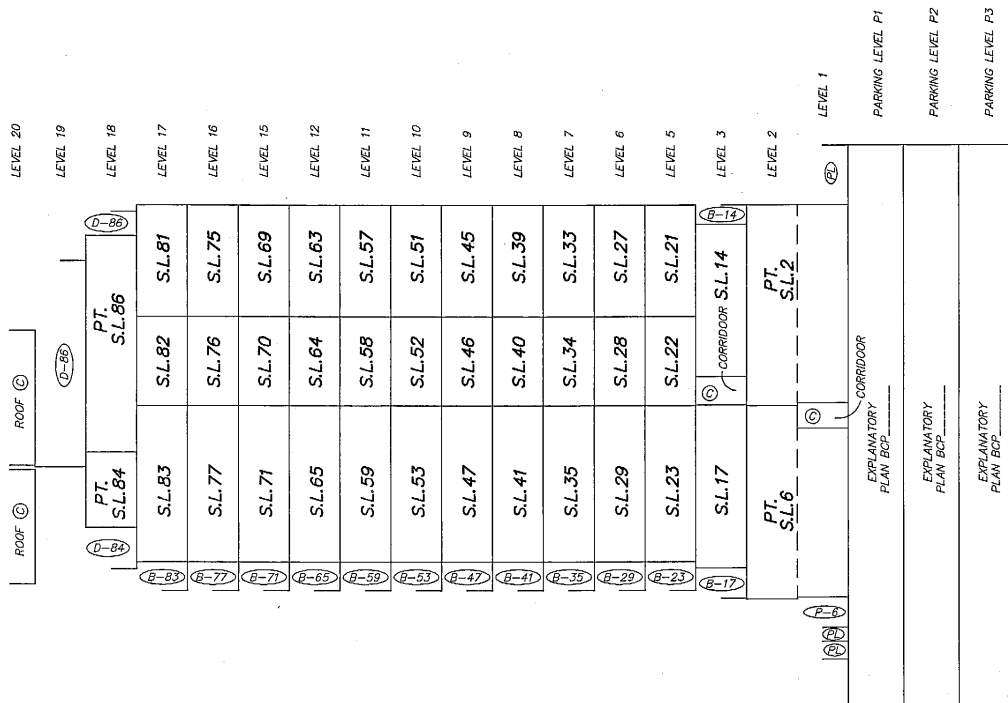 ROOF Ⓒ
ROOF Ⓒ
LEVEL 20
D-86
LEVEL 19
D-84
PT.
S.L.84
PT.
S.L.86
D-86
LEVEL 18
B-83
S.L.83
S.L.82
S.L.81
LEVEL 17
B-77
S.L.77
S.L.76
S.L.75
LEVEL 16
B-71
S.L.71
S.L.70
S.L.69
LEVEL 15
B-65
S.L.65
S.L.64
S.L.63
LEVEL 12
B-59
S.L.59
S.L.58
S.L.57
LEVEL 11
B-53
S.L.53
S.L.52
S.L.51
LEVEL 10
B-47
S.L.47
S.L.46
S.L.45
LEVEL 9
B-41
S.L.41
S.L.40
S.L.39
LEVEL 8
B-35
S.L.35
S.L.34
S.L.33
LEVEL 7
B-29
S.L.29
S.L.28
S.L.27
LEVEL 6
B-23
S.L.23
S.L.22
S.L.21
LEVEL 5
B-17
S.L.17
Ⓒ
CORRIDOOR
S.L.14
B-14
LEVEL 3
PT.
S.L.6
PT.
S.L.2
LEVEL 2
PL
PL
P-6
Ⓒ
CORRIDOOR
PL
LEVEL 1
EXPLANATORY
PLAN BCP______
PARKING LEVEL P1
EXPLANATORY
PLAN BCP______
PARKING LEVEL P2
EXPLANATORY
PLAN BCP______
PARKING LEVEL P3